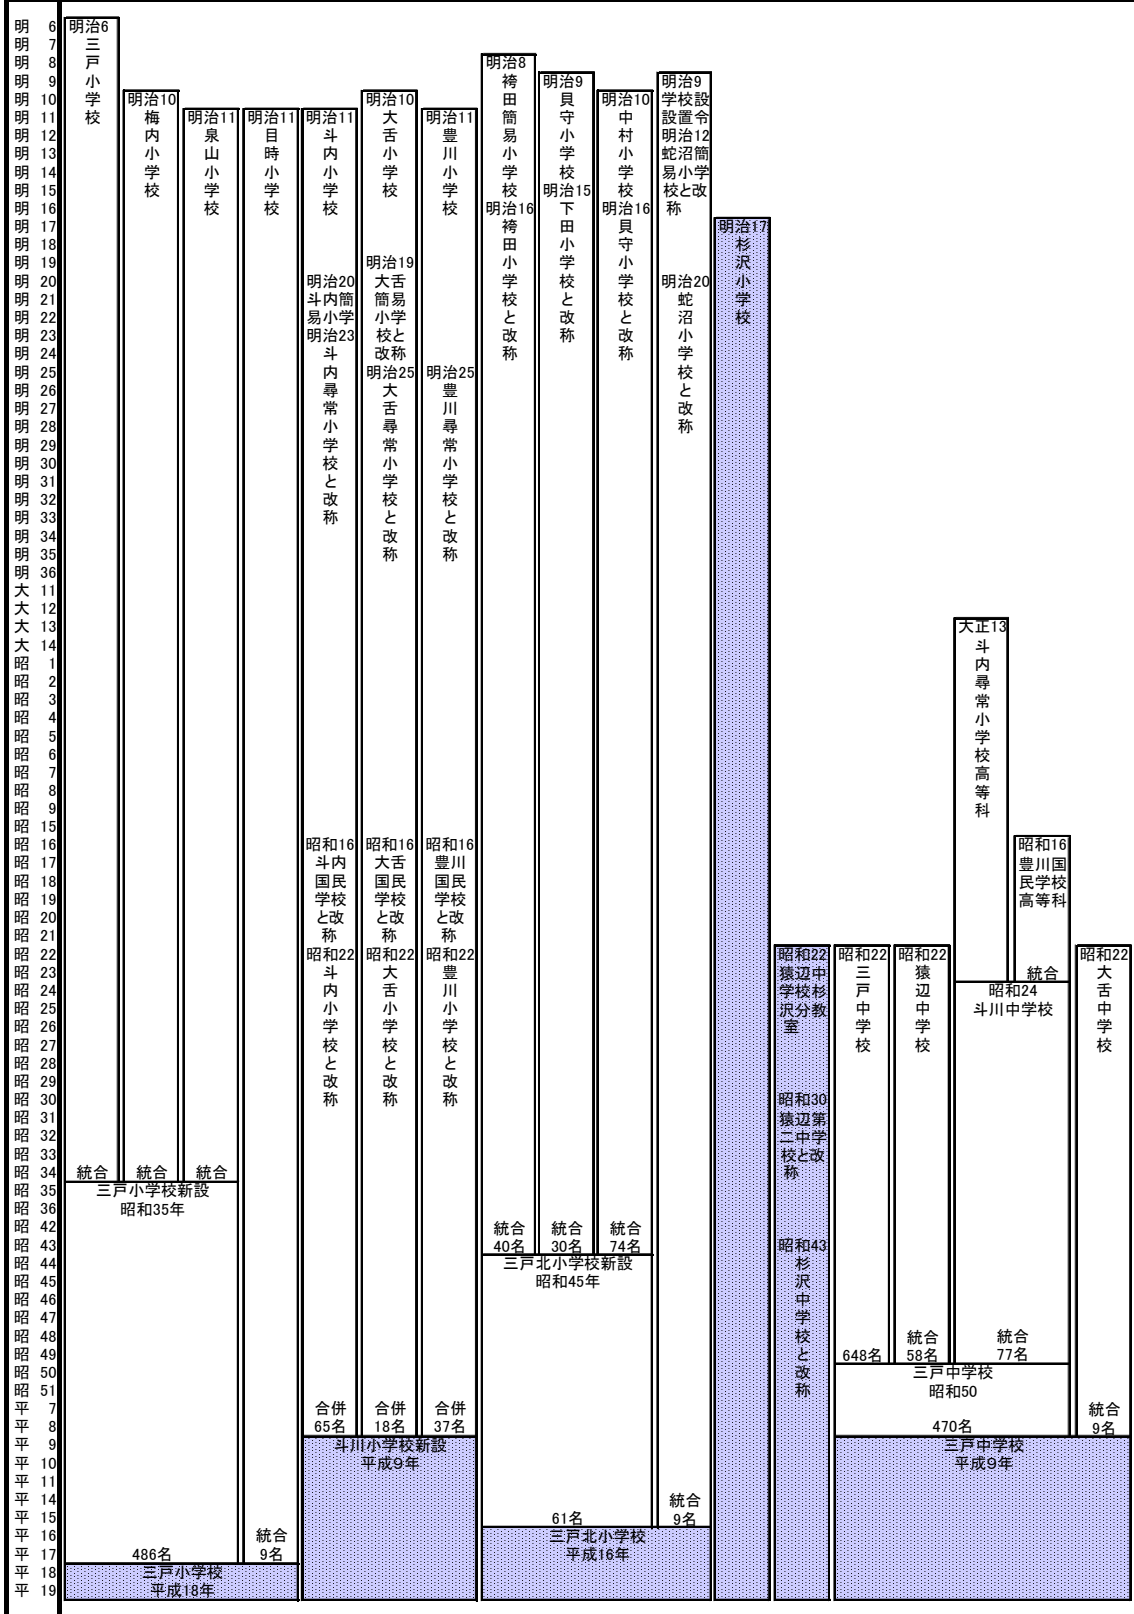 明 6
明 7
明 8
明 9
明 10
明 11
明 12
明 13
明 14
明 15
明 16
明 17
明 18
明 19
明 20
明 21
明 22
明 23
明 24
明 25
明 26
明 27
明 28
明 29
明 30
明 31
明 32
明 33
明 34
明 35
明 36
大 11
大 12
大 13
大 14
昭 1
昭 2
昭 3
昭 4
昭 5
昭 6
昭 7
昭 8
昭 9
昭 15
昭 16
昭 17
昭 18
昭 19
昭 20
昭 21
昭 22
昭 23
昭 24
昭 25
昭 26
昭 27
昭 28
昭 29
昭 30
昭 31
昭 32
昭 33
昭 34
昭 35
昭 36
昭 42
昭 43
昭 44
昭 45
昭 46
昭 47
昭 48
昭 49
昭 50
昭 51
平 7
平 8
平 9
平 10
平 11
平 14
平 15
平 16
平 17
平 18
平 19
明治6
三戸小学校
統合
明治10
梅内小学校
統合
明治11
泉山小学校
統合
三戸小学校新設
昭和35年
486名
明治11
目時小学校
統合
9名
三戸小学校
平成18年
明治11
斗内小学校
明治20
斗内簡
易小学
明治23
斗内尋常小学校と改称
昭和16
斗内
国民
学校
と改
称
昭和22
斗内小学校と改称
合併
65名
明治10
大舌小学校
明治19
大舌
簡易
小学
校と
改称
明治25
大舌尋常小学校と改称
昭和16
大舌
国民
学校
と改
称
昭和22
大舌小学校と改称
合併
18名
明治11
豊川小学校
明治25
豊川尋常小学校と改称
昭和16
豊川
国民
学校
と改
称
昭和22
豊川小学校と改称
合併
37名
斗川小学校新設
平成9年
明治8
袴田簡易小学校
明治16
袴田小学校と改称
統合
40名
明治9
貝守小学校
明治15
下田小学校と改称
統合
30名
明治10
中村小学校
明治16
貝守小学校と改称
統合
74名
三戸北小学校新設
昭和45年
61名
明治9
学校設
設置令
明治12
蛇沼簡
易小学
校と改
称
明治20
蛇沼小学校と改称
統合
9名
三戸北小学校
平成16年
明治17
杉沢小学校
昭和22
猿辺中
学校杉
沢分教
室
昭和30
猿辺第
二中学
校と改
称
昭和43
杉沢中学校と改称
昭和22
三戸中学校
648名
昭和22
猿辺中学校
統合
58名
大正13
斗内尋常小学校高等科
昭和16
豊川国
民学校
高等科
統合
昭和24
斗川中学校
統合
77名
三戸中学校
昭和50
470名
昭和22
大舌中学校
統合
9名
三戸中学校
平成9年